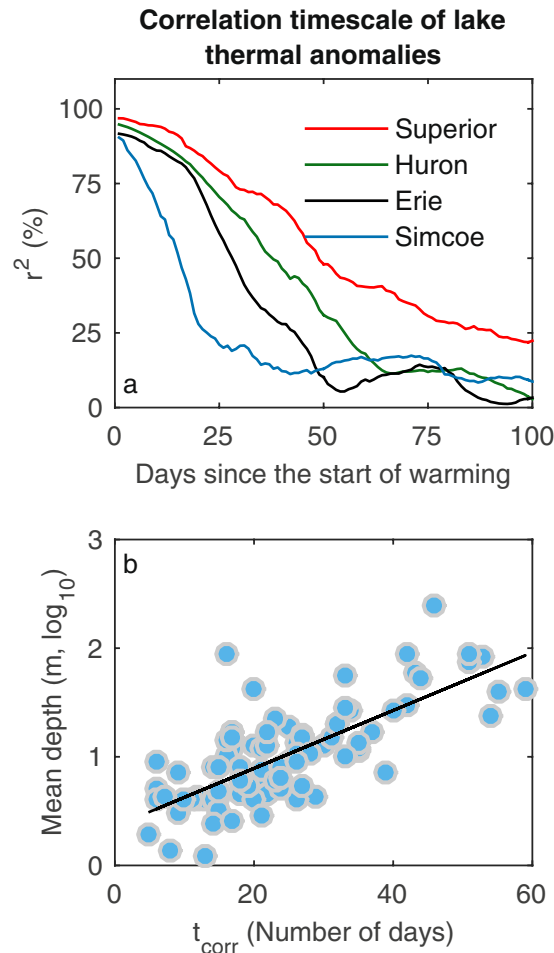 Correlation timescale of lake
thermal anomalies
100
75
50
25
0
r² (%)
Superior
Huron
Erie
Simcoe
a
0 25 50 75 100
Days since the start of warming
b
3
2
1
0
Mean depth (m, log₁₀)
0 20 40 60
t_corr (Number of days)